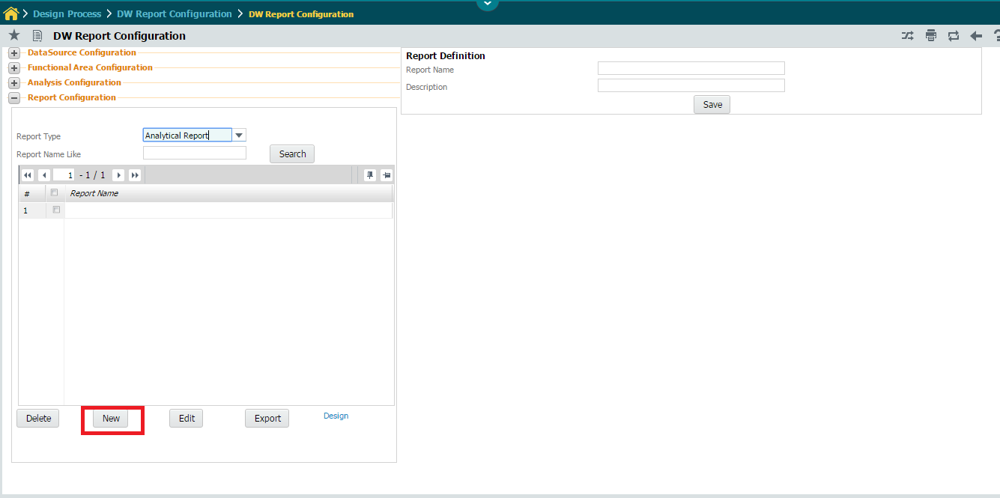 Design Process > DW Report Configuration > DW Report Configuration
DW Report Configuration
DataSource Configuration
Functional Area Configuration
Analysis Configuration
Report Configuration
Report Type Analytical Report
Report Name Like Search
1 - 1 / 1
# Report Name
1
Delete New Edit Export Design
Report Definition
Report Name
Description
Save